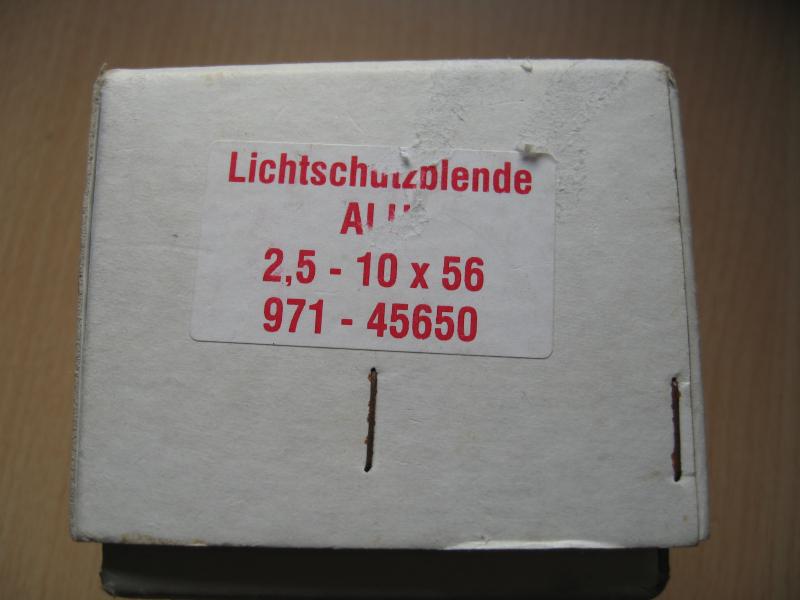 Lichtschutzblende
ALU
2,5 - 10 x 56
971 - 45650